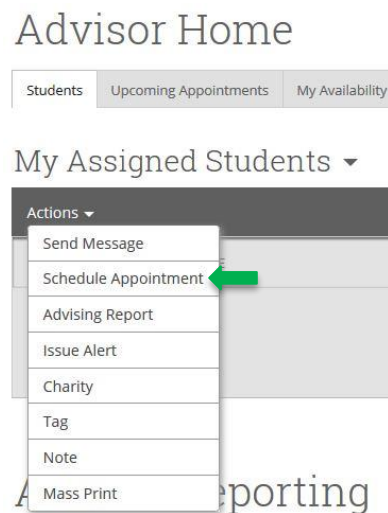 Advisor Home
Students Upcoming Appointments My Availability
My Assigned Students
Actions
Send Message
Schedule Appointment
Advising Report
Issue Alert
Charity
Tag
Note
Mass Print